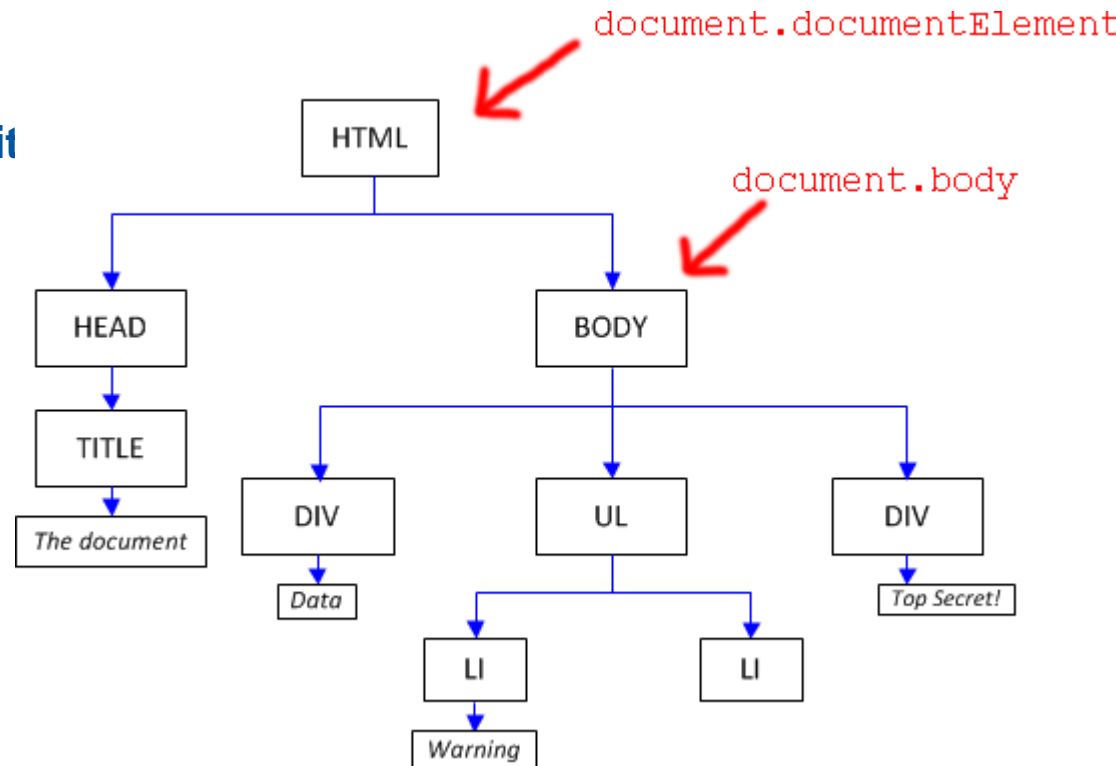 document.documentElement
HTML
document.body
HEAD
BODY
TITLE
DIV
UL
DIV
The document
Data
Top Secret!
LI
LI
Warning